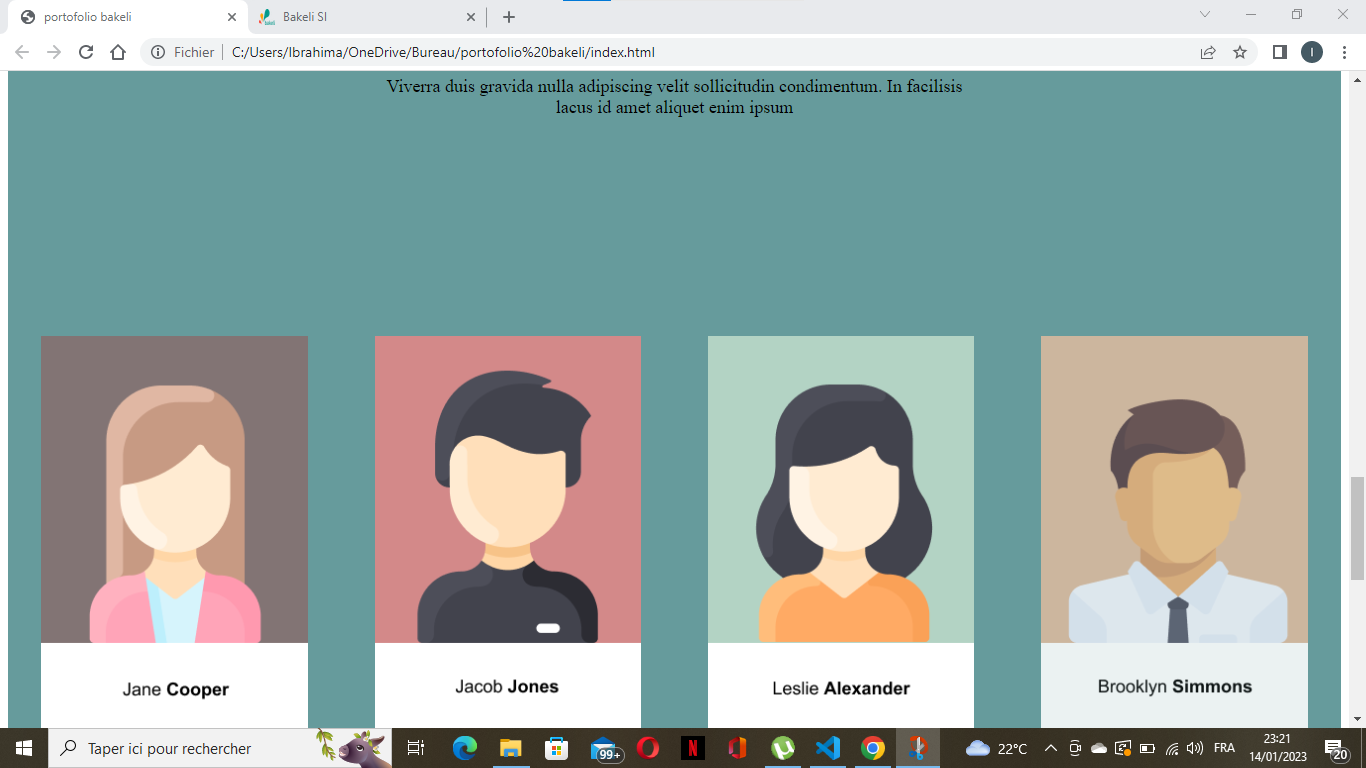 portofolio bakeli
Bakeli SI
Fichier
C:/Users/Ibrahima/OneDrive/Bureau/portofolio%20bakeli/index.html
I
Viverra duis gravida nulla adipiscing velit sollicitudin condimentum. In facilisis
lacus id amet aliquet enim ipsum
Jane Cooper
Jacob Jones
Leslie Alexander
Brooklyn Simmons
Taper ici pour rechercher
99+
N
22°C
FRA
23:21
14/01/2023
20